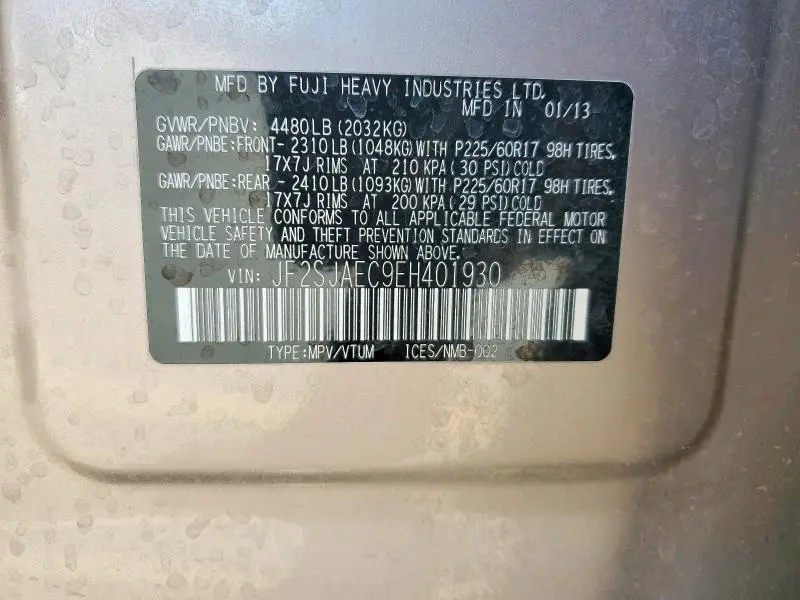 MFD BY FUJI HEAVY INDUSTRIES LTD.
MFD IN 01/13
GVWR/PNBV: 4480LB(2032KG)
GAWR/PNBE:FRONT- 2310LB(1048KG)WITH P225/60R17 98H TIRES,
17X7J RIMS AT 210 KPA(30 PSI)COLD
GAWR/PNBE:REAR - 2410LB(1093KG)WITH P225/60R17 98H TIRES,
17X7J RIMS AT 200 KPA(29 PSI)COLD
THIS VEHICLE CONFORMS TO ALL APPLICABLE FEDERAL MOTOR
VEHICLE SAFETY AND THEFT PREVENTION STANDARDS IN EFFECT ON
THE DATE OF MANUFACTURE SHOWN ABOVE.
VIN: JF2SJAEC9EH401930
TYPE:MPV/VTUM ICES/NMB-002